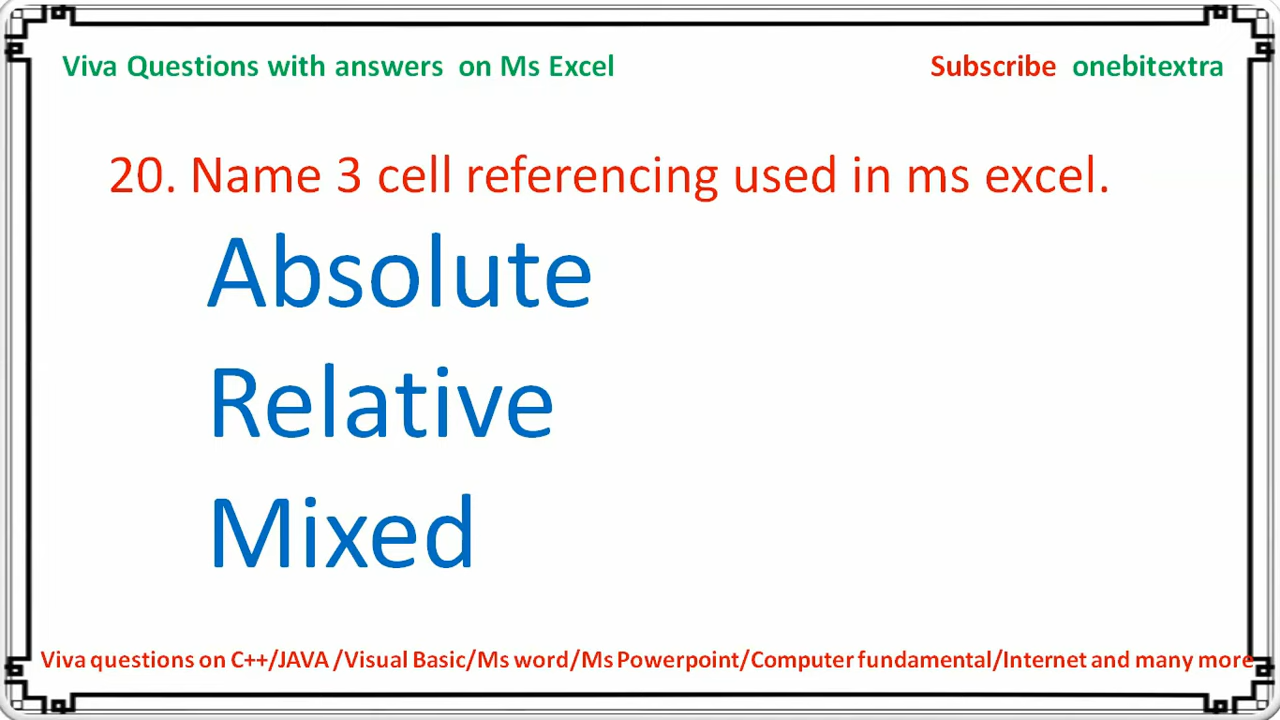 Viva Questions with answers on Ms Excel Subscribe onebitextra
20. Name 3 cell referencing used in ms excel.
Absolute
Relative
Mixed
Viva questions on C++/JAVA /Visual Basic/Ms word/Ms Powerpoint/Computer fundamental/Internet and many more